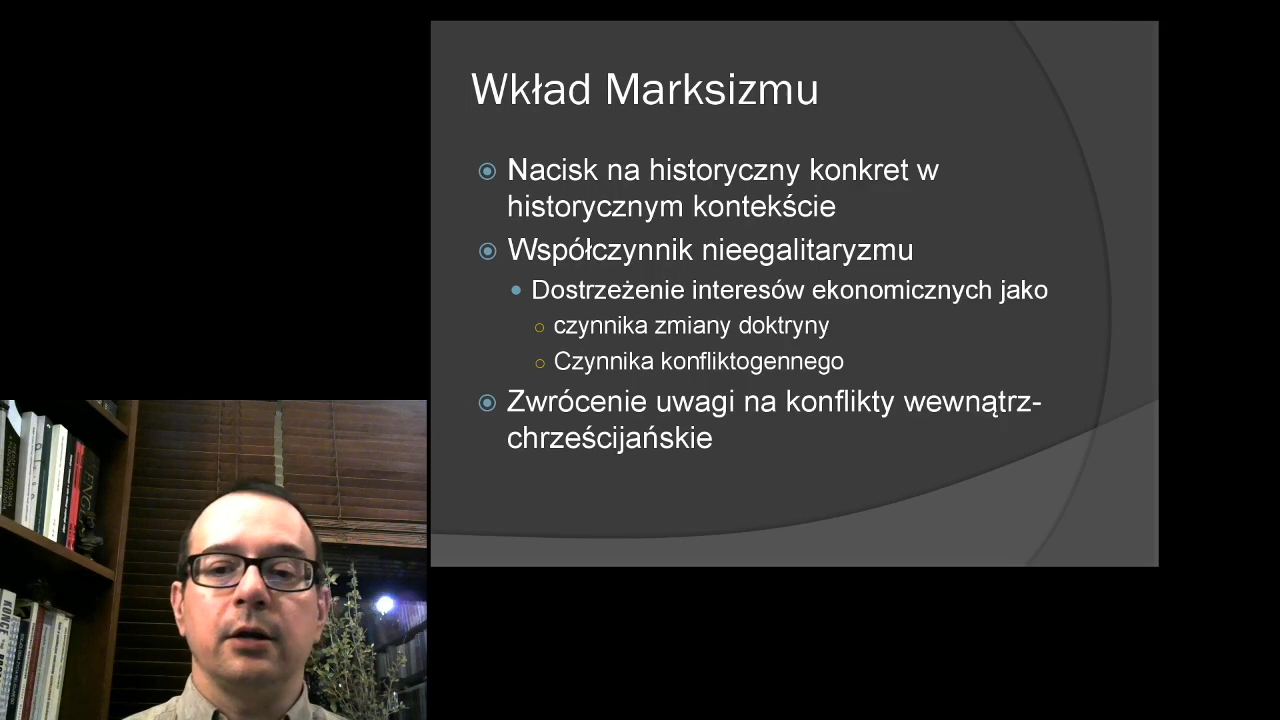 Wkład Marksizmu
Nacisk na historyczny konkret w
historycznym kontekście
Współczynnik nieegalitaryzmu
Dostrzeżenie interesów ekonomicznych jako
czynnika zmiany doktryny
Czynnika konfliktogennego
Zwrócenie uwagi na konflikty wewnątrz-
chrześcijańskie